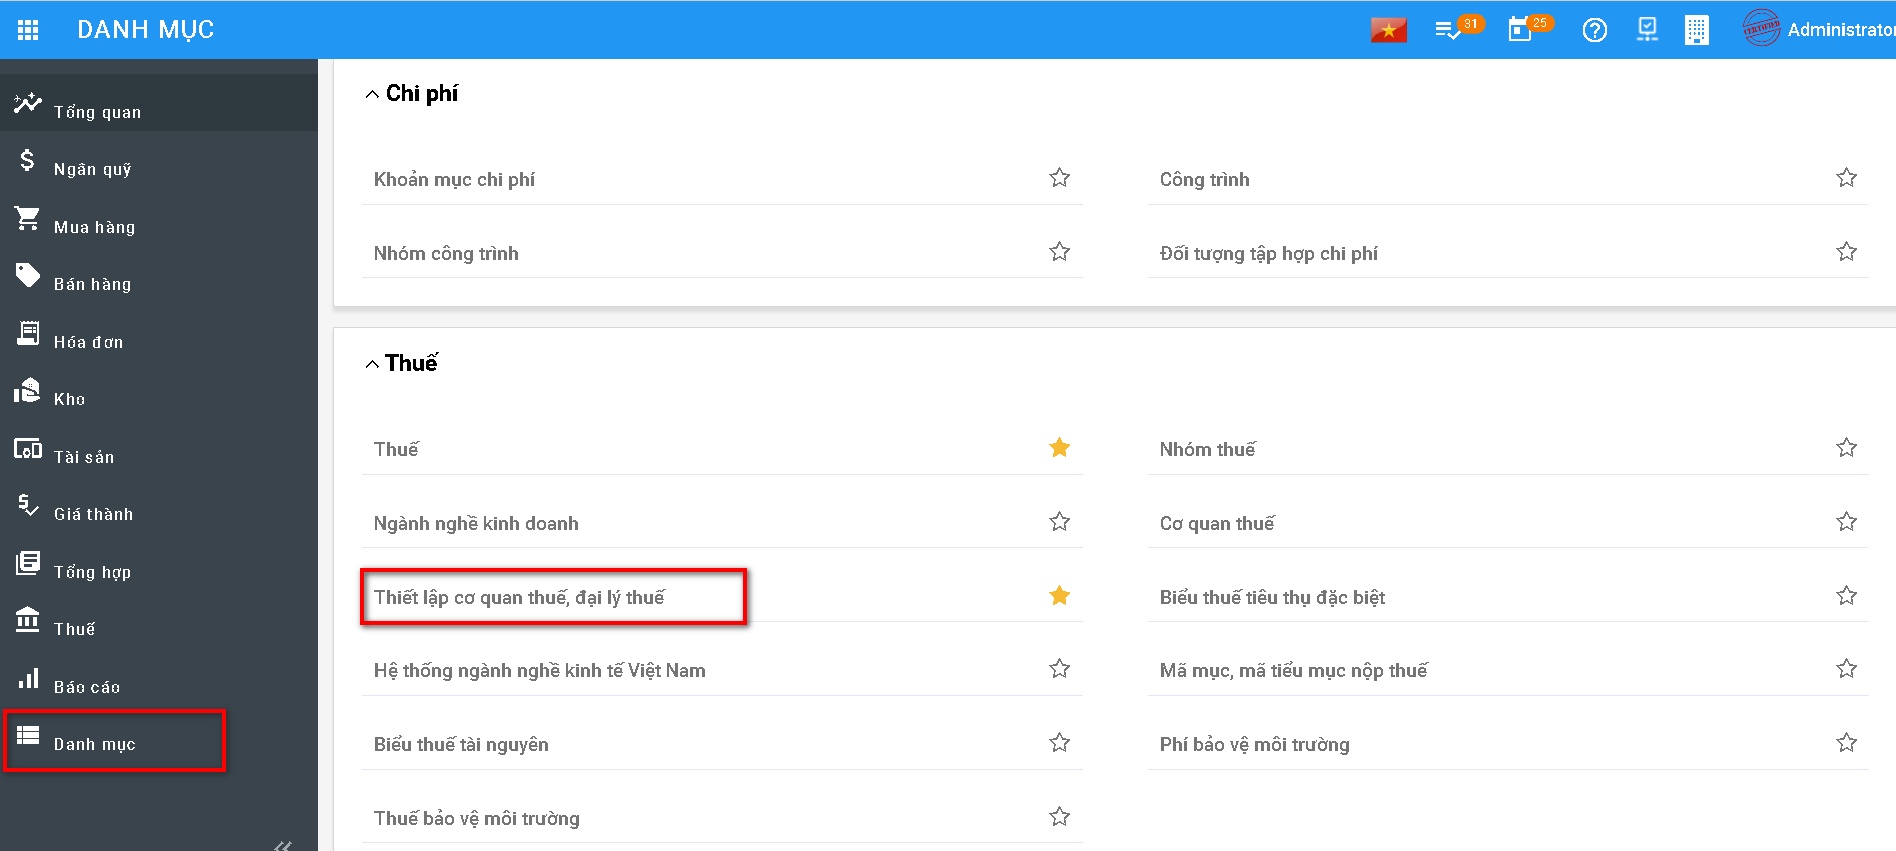 DANH MỤC
31
25
CERTIFIED
Administrator
Tổng quan
Ngân quỹ
Mua hàng
Bán hàng
Hóa đơn
Kho
Tài sản
Giá thành
Tổng hợp
Thuế
Báo cáo
Danh mục
Chi phí
Khoản mục chi phí
Công trình
Nhóm công trình
Đối tượng tập hợp chi phí
Thuế
Thuế
Nhóm thuế
Ngành nghề kinh doanh
Cơ quan thuế
Thiết lập cơ quan thuế, đại lý thuế
Biểu thuế tiêu thụ đặc biệt
Hệ thống ngành nghề kinh tế Việt Nam
Mã mục, mã tiểu mục nộp thuế
Biểu thuế tài nguyên
Phí bảo vệ môi trường
Thuế bảo vệ môi trường